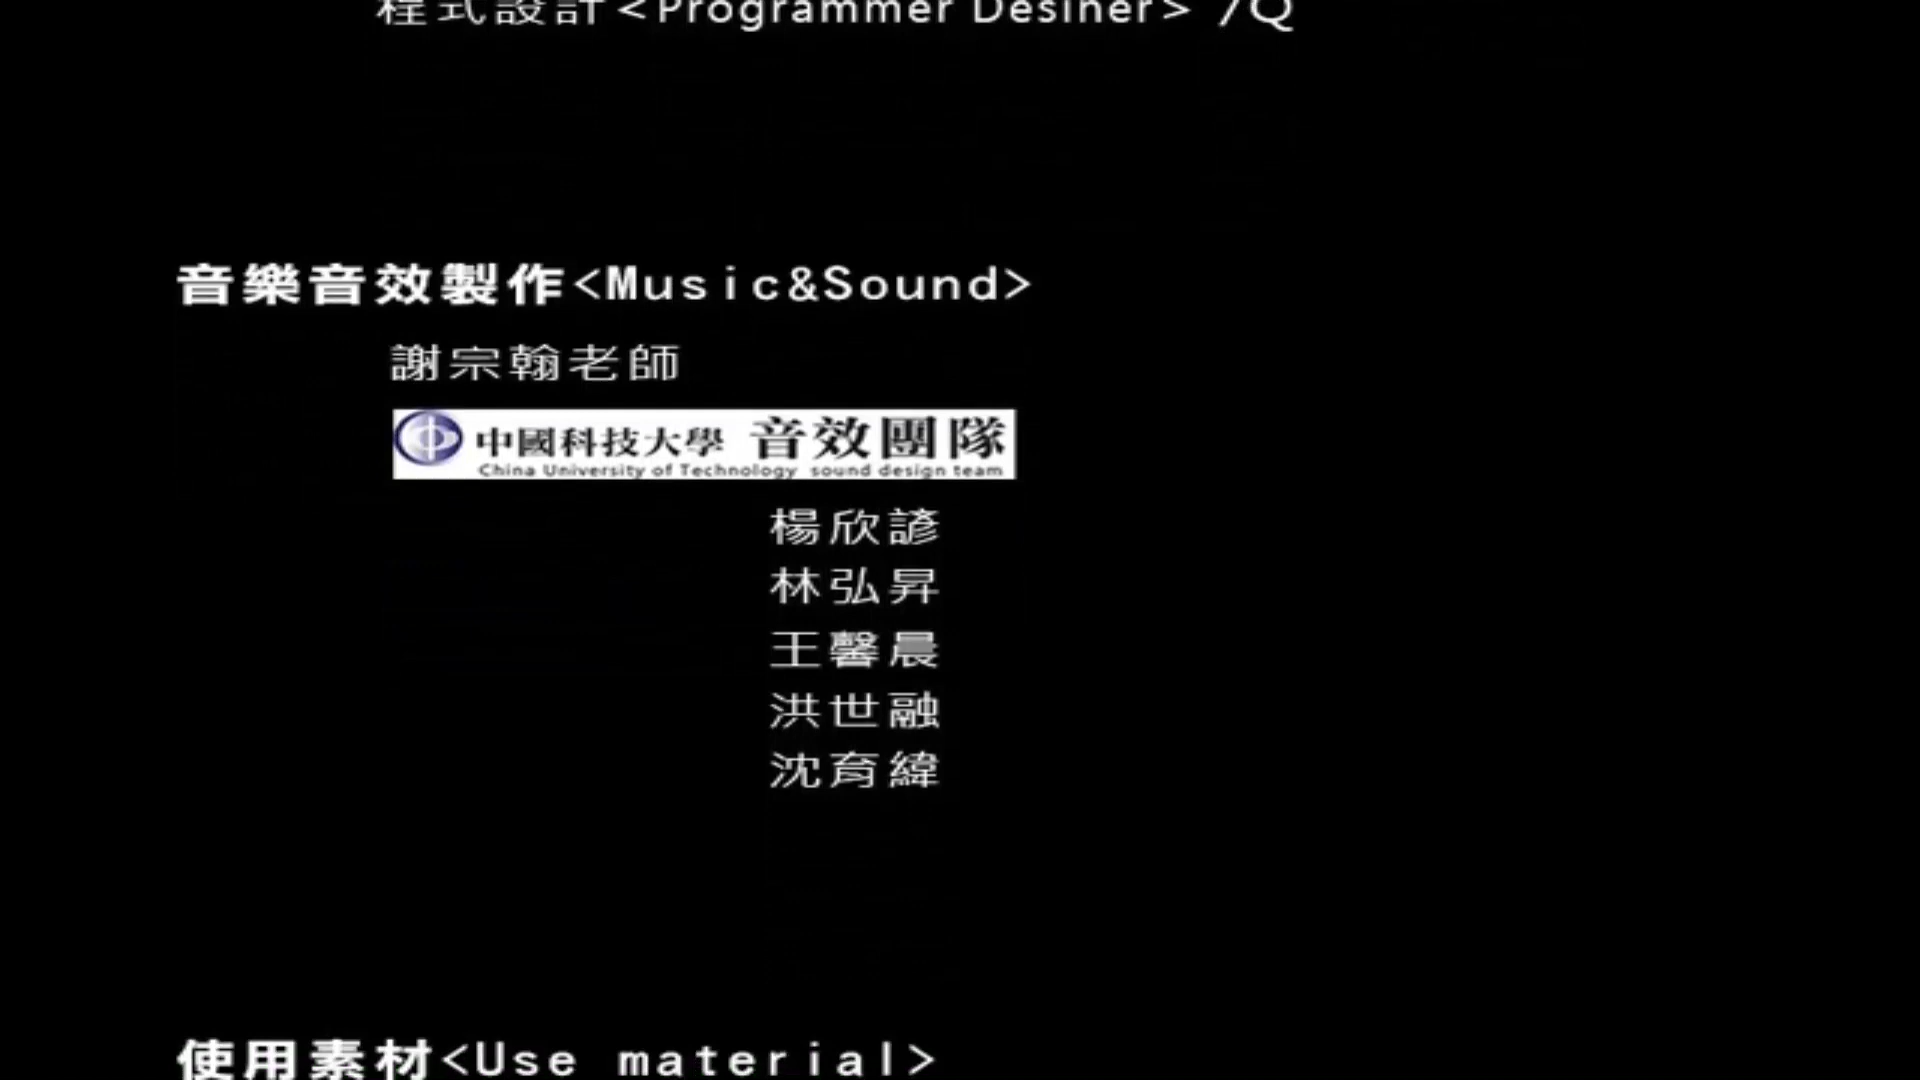 程式設計<Programmer Desiner> /Q
音樂音效製作<Music&Sound>
謝宗翰老師
中國科技大學 音效團隊
China University of Technology sound design team
楊欣諺
林弘昇
王馨晨
洪世融
沈育緯
使用素材<Use material>